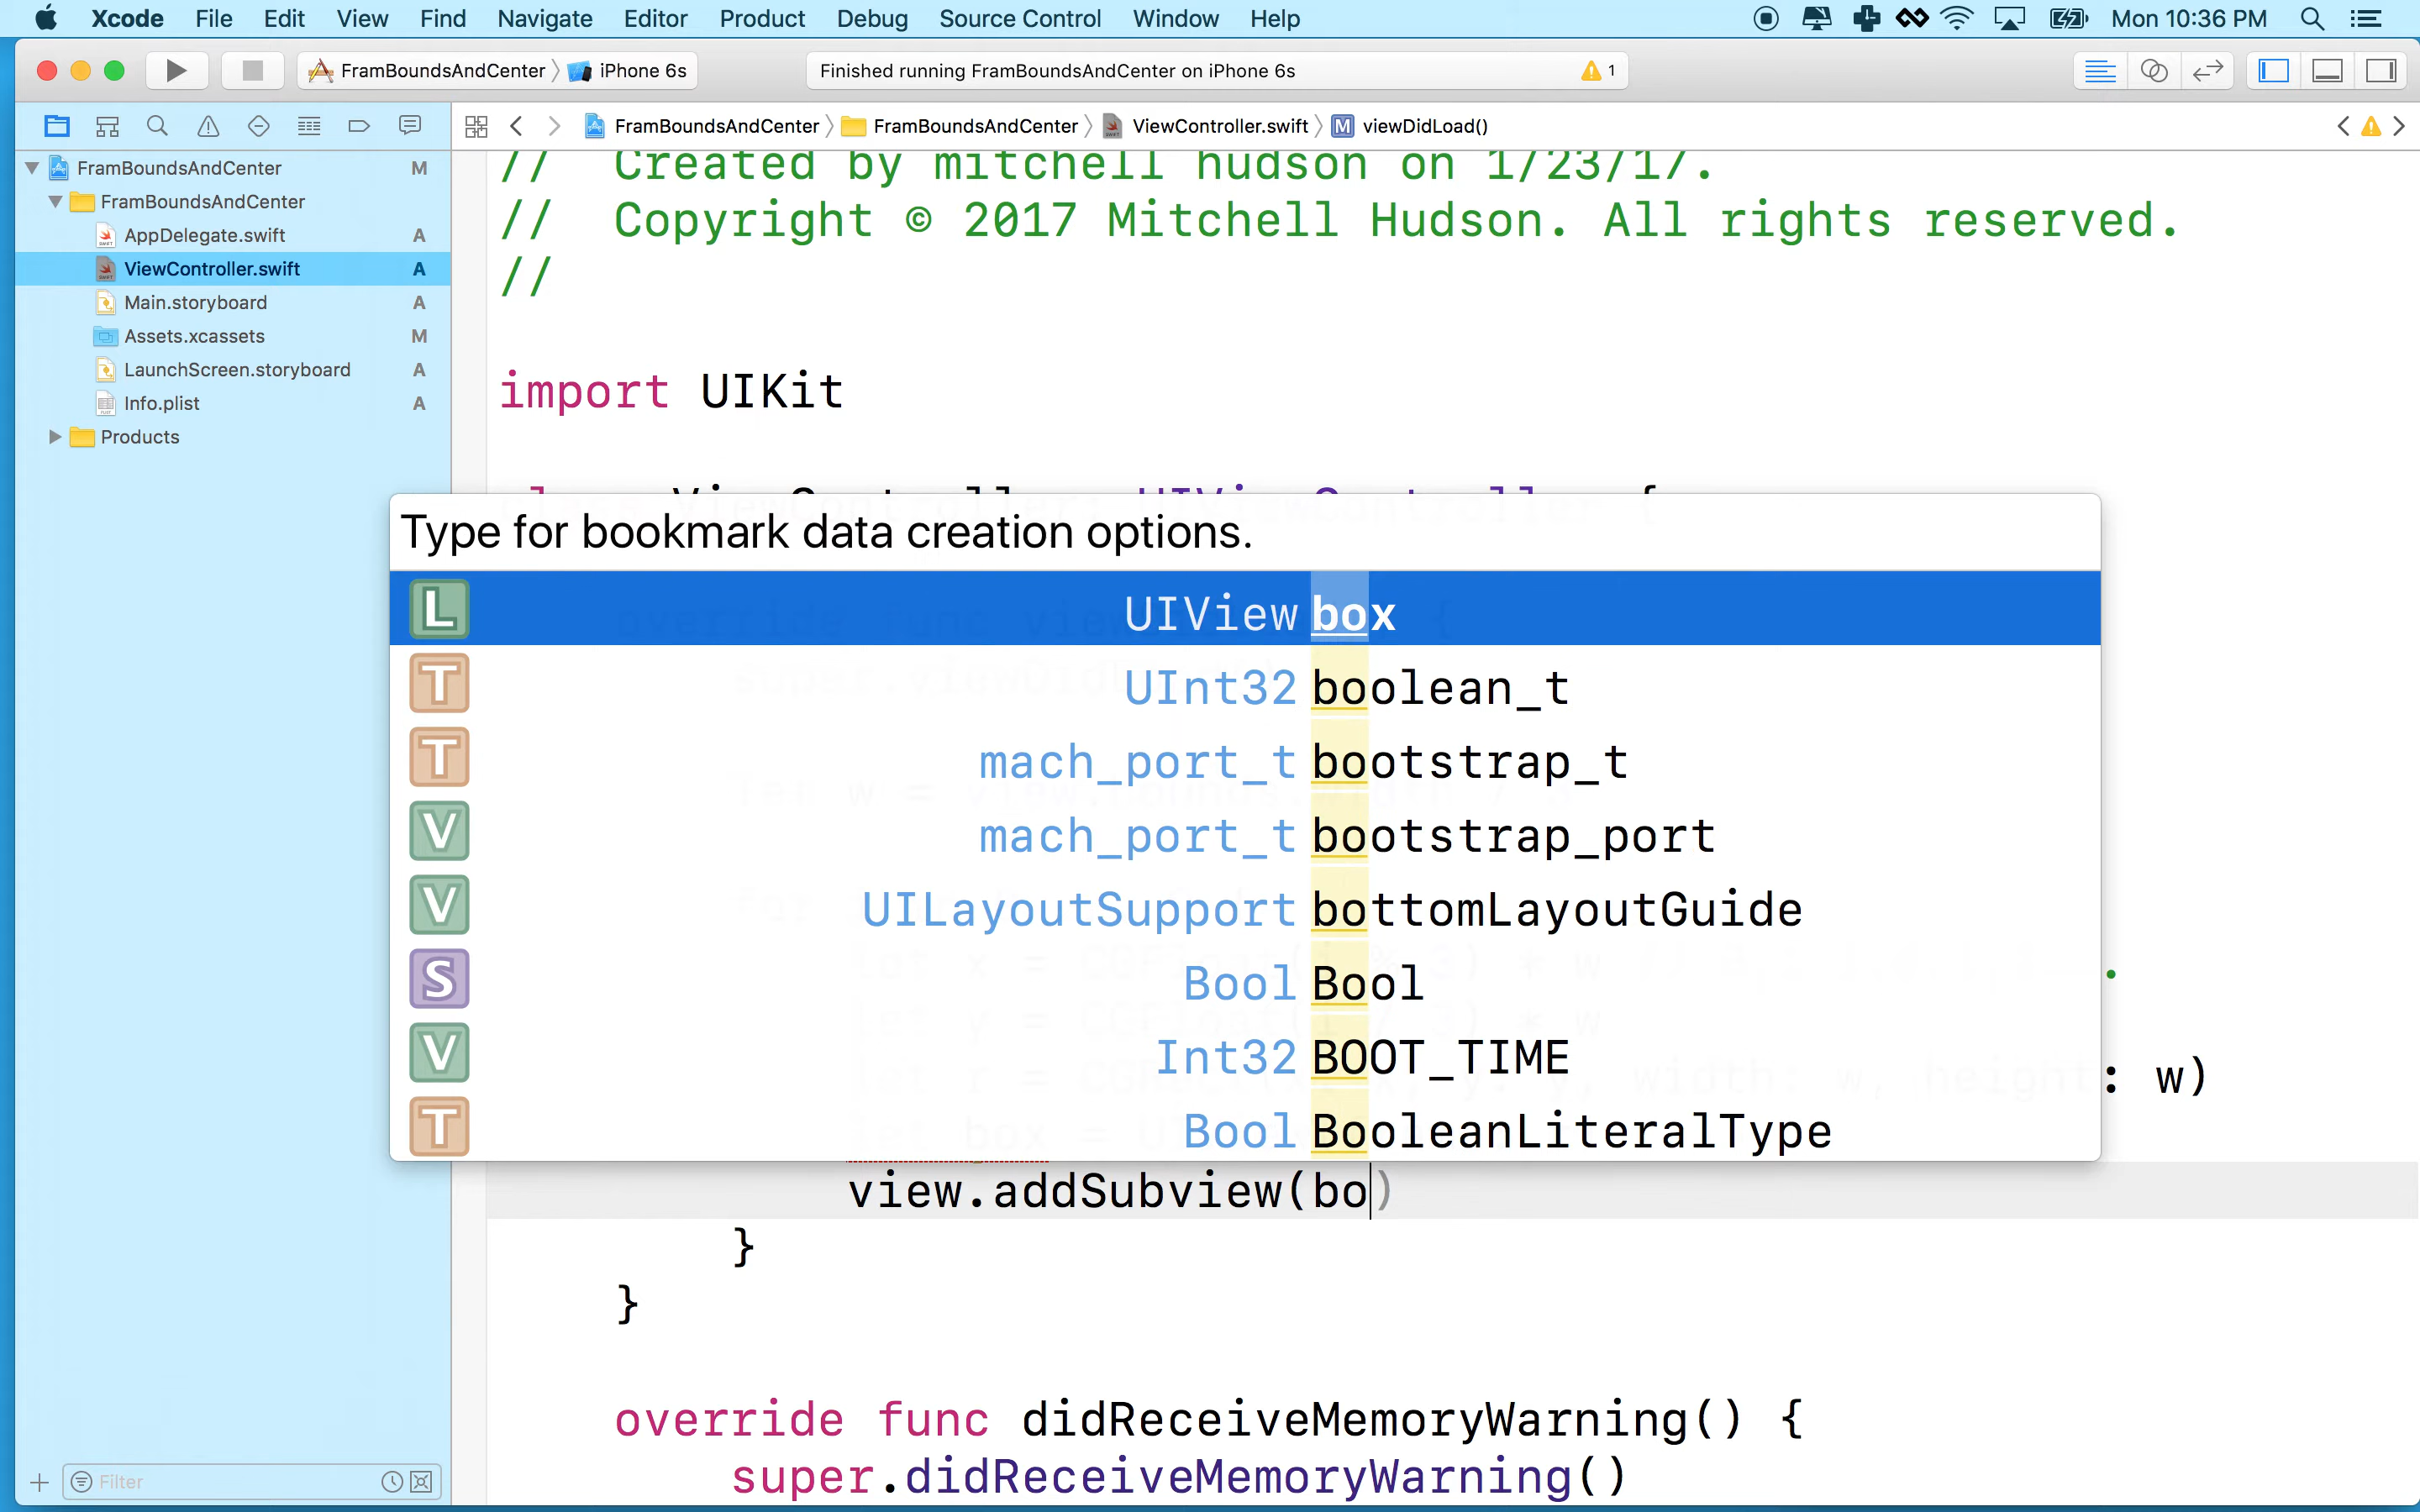 Xcode File Edit View Find Navigate Editor Product Debug Source Control Window Help Mon 10:36 PM
FramBoundsAndCenter iPhone 6s Finished running FramBoundsAndCenter on iPhone 6s 1
FramBoundsAndCenter FramBoundsAndCenter ViewController.swift M viewDidLoad()
FramBoundsAndCenter M
FramBoundsAndCenter
AppDelegate.swift A
ViewController.swift A
Main.storyboard A
Assets.xcassets M
LaunchScreen.storyboard A
Info.plist A
Products
Filter
// Created by mitchell hudson on 1/23/17.
// Copyright © 2017 Mitchell Hudson. All rights reserved.
//
import UIKit
class ViewController: UIViewController {
Type for bookmark data creation options.
L UIView box
T UInt32 boolean_t
T mach_port_t bootstrap_t
V mach_port_t bootstrap_port
V UILayoutSupport bottomLayoutGuide
S Bool Bool
V Int32 BOOT_TIME
T Bool BooleanLiteralType
width: w, height: w)
view.addSubview(bo)
}
}
override func didReceiveMemoryWarning() {
super.didReceiveMemoryWarning()